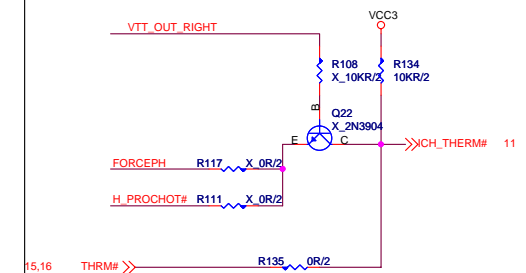 VCC3
VTT_OUT_RIGHT
R108
X_10KR/2
R134
10KR/2
B
Q22
X_2N3904
E
C
ICH_THERM# 11
FORCEPH R117 X_0R/2
H_PROCHOT# R111 X_0R/2
R135 0R/2
15,16 THRM#